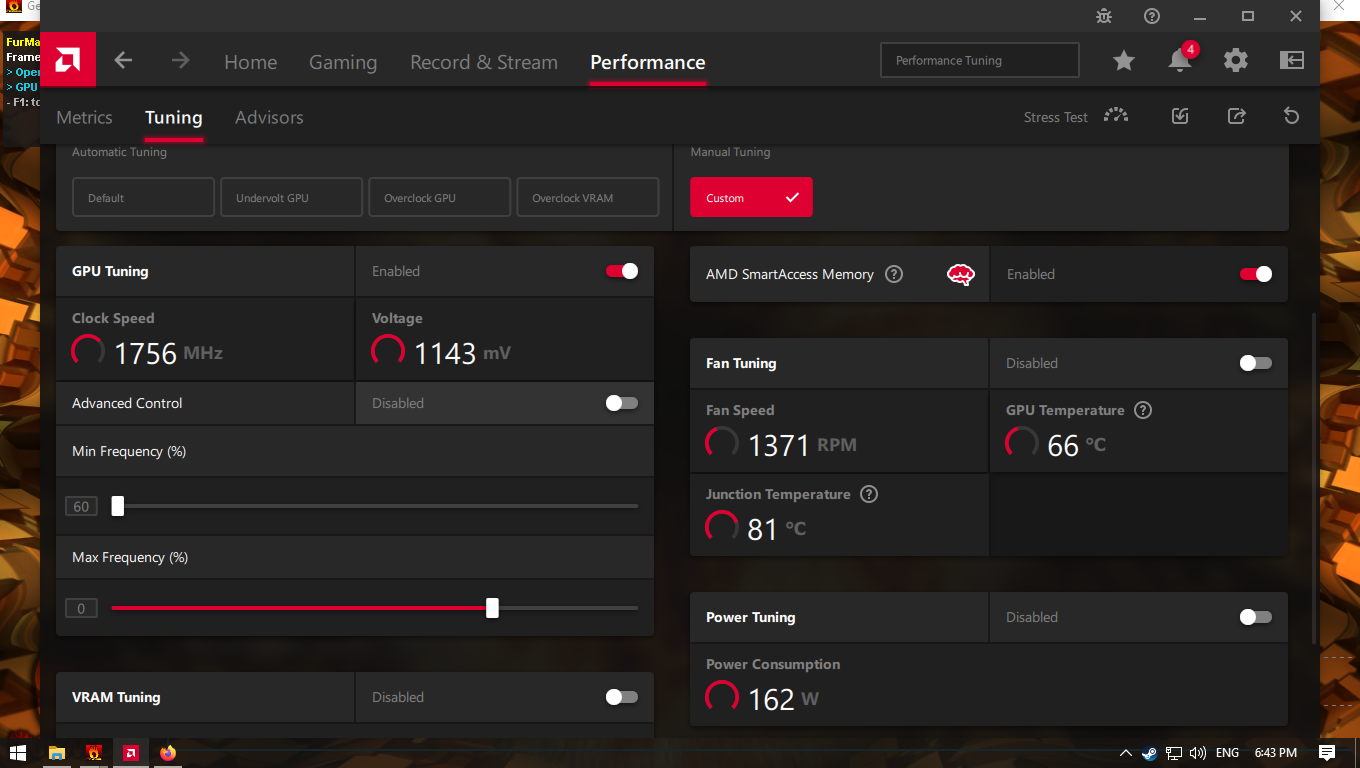 Ge
FurMa
Frame
> Oper
> GPU
- F1: to
Home
Gaming
Record & Stream
Performance
Performance Tuning
4
Metrics
Tuning
Advisors
Stress Test
Automatic Tuning
Default
Undervolt GPU
Overclock GPU
Overclock VRAM
Manual Tuning
Custom
GPU Tuning
Enabled
Clock Speed
1756 MHz
Voltage
1143 mV
Advanced Control
Disabled
Min Frequency (%)
60
Max Frequency (%)
0
VRAM Tuning
Disabled
AMD SmartAccess Memory ?
Enabled
Fan Tuning
Disabled
Fan Speed
1371 RPM
GPU Temperature ?
66 °C
Junction Temperature ?
81 °C
Power Tuning
Disabled
Power Consumption
162 W
ENG
6:43 PM